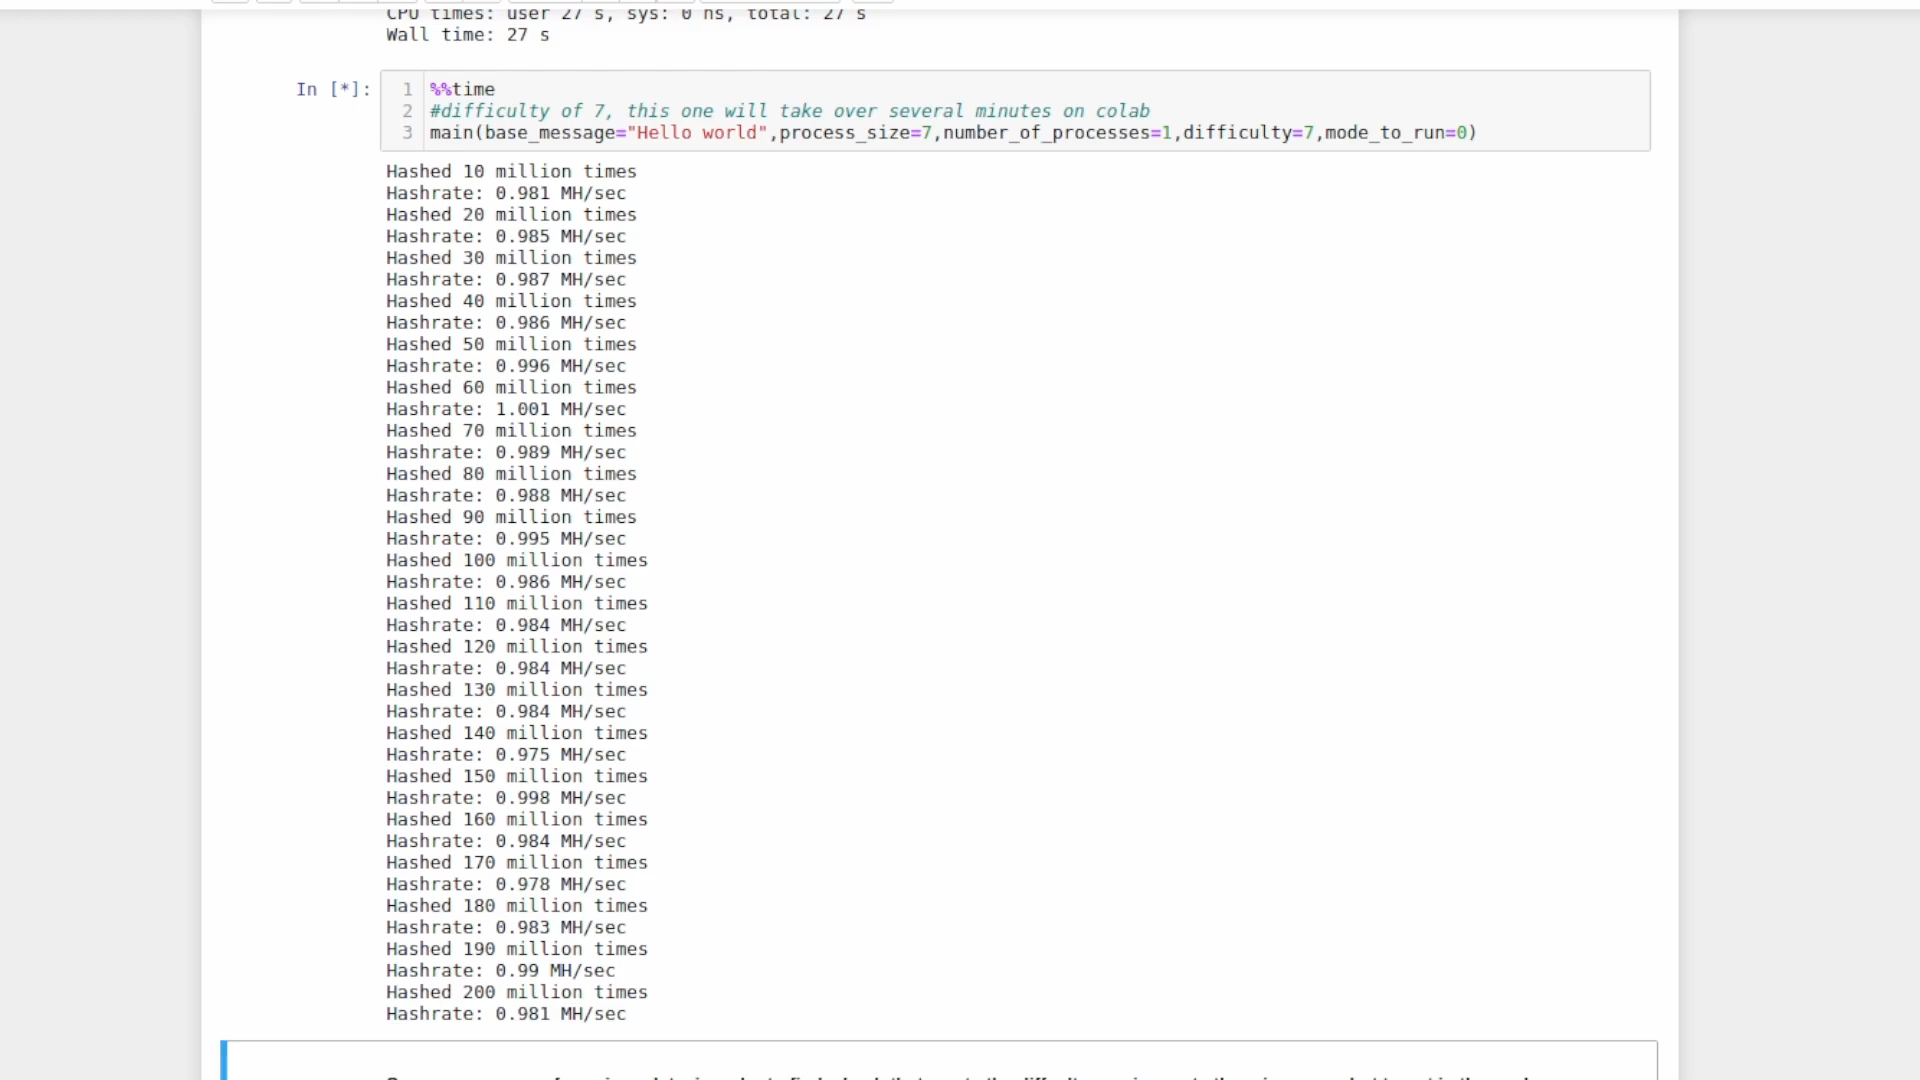 CPU times: user 27 s, sys: 0 ns, total: 27 s
Wall time: 27 s
In [*]:
1 %%time
2 #difficulty of 7, this one will take over several minutes on colab
3 main(base_message="Hello world",process_size=7,number_of_processes=1,difficulty=7,mode_to_run=0)
Hashed 10 million times
Hashrate: 0.981 MH/sec
Hashed 20 million times
Hashrate: 0.985 MH/sec
Hashed 30 million times
Hashrate: 0.987 MH/sec
Hashed 40 million times
Hashrate: 0.986 MH/sec
Hashed 50 million times
Hashrate: 0.996 MH/sec
Hashed 60 million times
Hashrate: 1.001 MH/sec
Hashed 70 million times
Hashrate: 0.989 MH/sec
Hashed 80 million times
Hashrate: 0.988 MH/sec
Hashed 90 million times
Hashrate: 0.995 MH/sec
Hashed 100 million times
Hashrate: 0.986 MH/sec
Hashed 110 million times
Hashrate: 0.984 MH/sec
Hashed 120 million times
Hashrate: 0.984 MH/sec
Hashed 130 million times
Hashrate: 0.984 MH/sec
Hashed 140 million times
Hashrate: 0.975 MH/sec
Hashed 150 million times
Hashrate: 0.998 MH/sec
Hashed 160 million times
Hashrate: 0.984 MH/sec
Hashed 170 million times
Hashrate: 0.978 MH/sec
Hashed 180 million times
Hashrate: 0.983 MH/sec
Hashed 190 million times
Hashrate: 0.99 MH/sec
Hashed 200 million times
Hashrate: 0.981 MH/sec